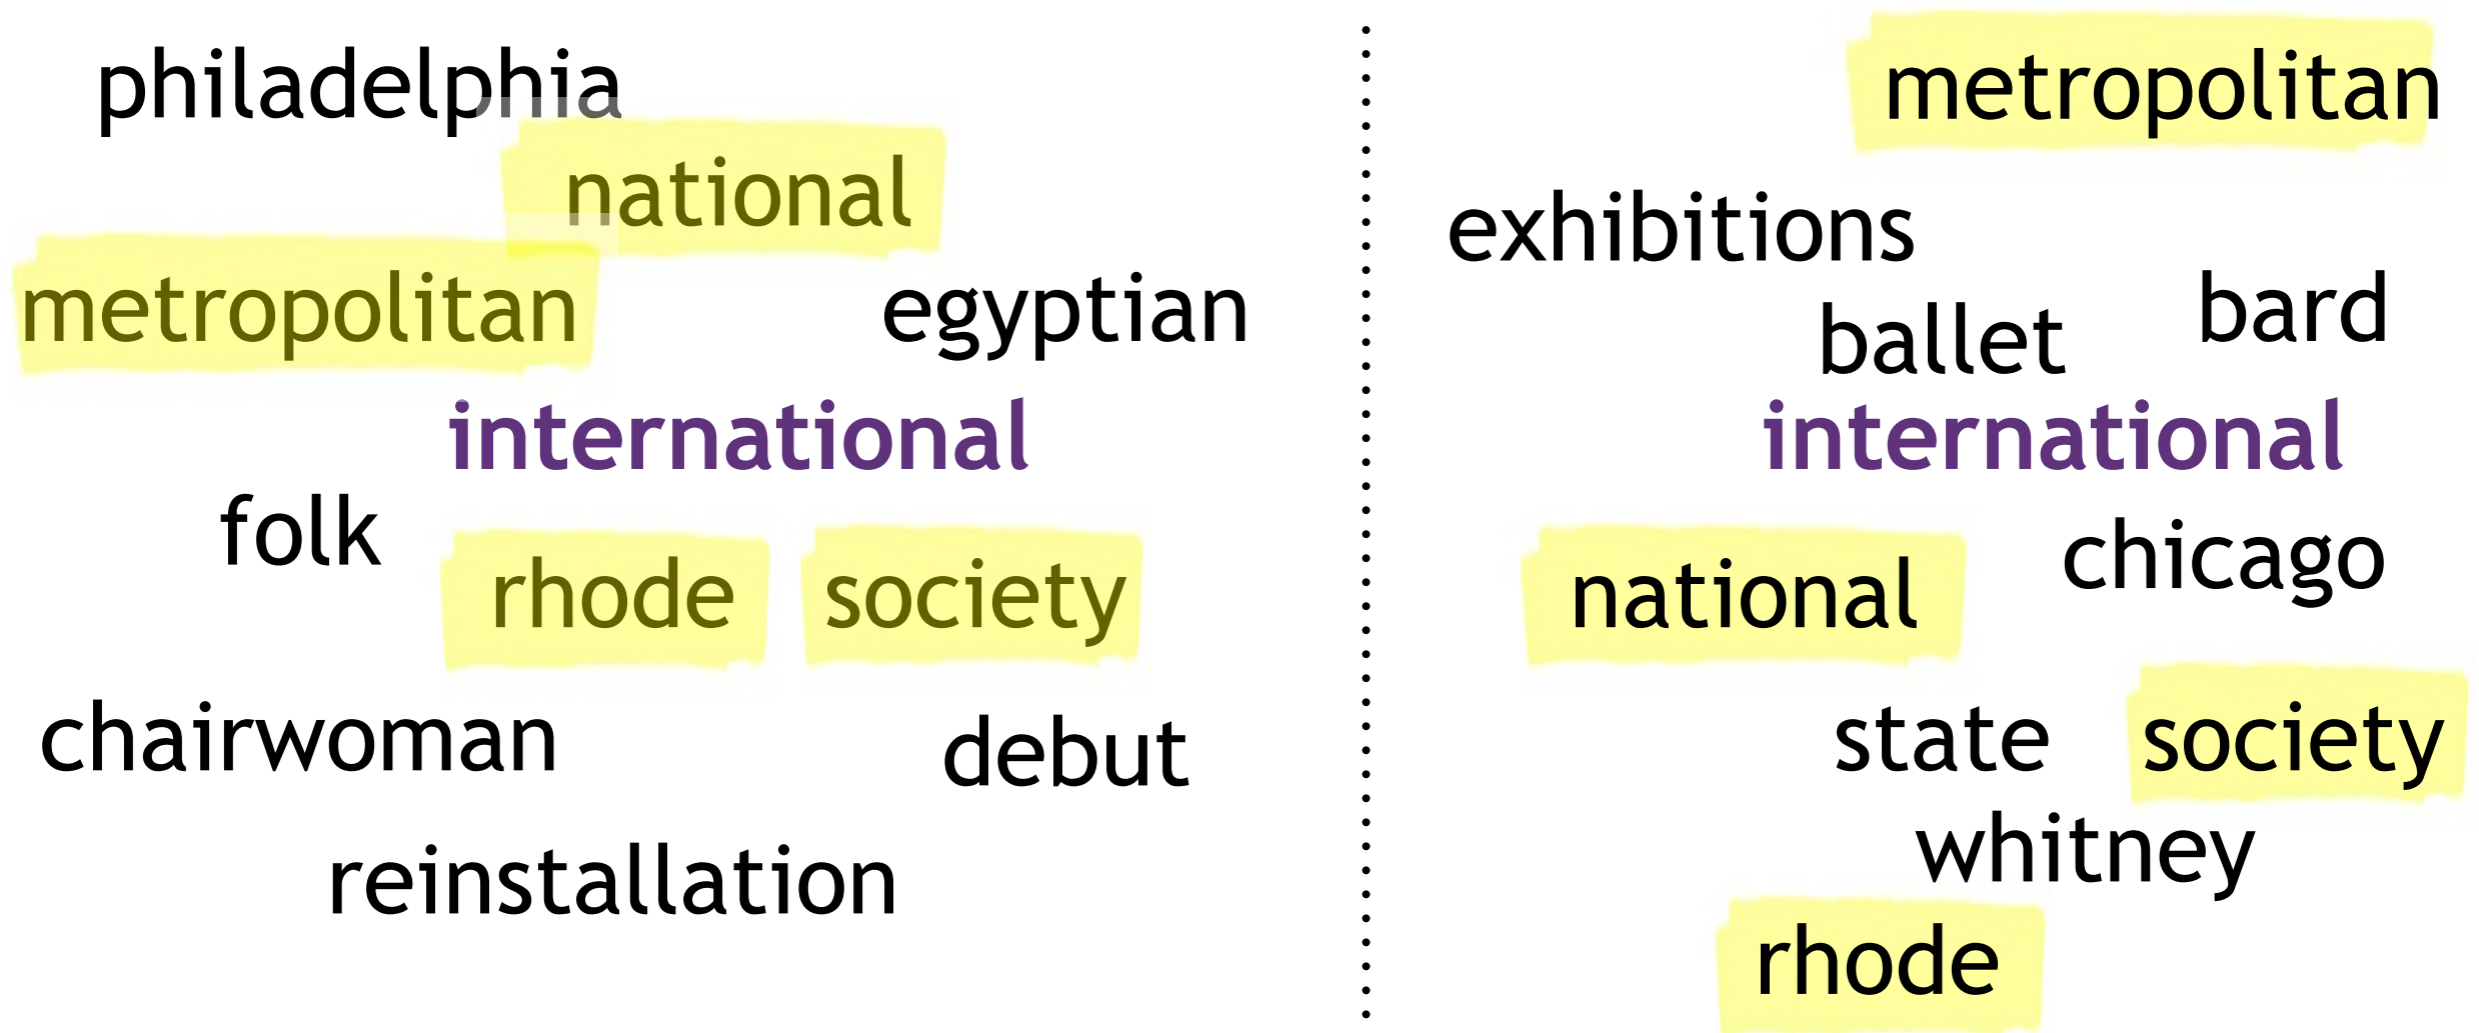 philadelphia
national
metropolitan
egyptian
international
folk
rhode society
chairwoman
debut
reinstallation
metropolitan
exhibitions
bard
ballet
international
chicago
national
state society
whitney
rhode